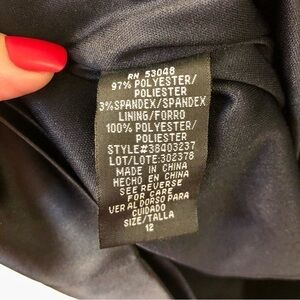 RN 53048
97% POLYESTER/
POLIESTER
3%SPANDEX/SPANDEX
LINING/FORRO
100% POLYESTER/
POLIESTER
STYLE#38403237
LOT/LOTE:302378
MADE IN CHINA
HECHO EN CHINA
SEE REVERSE
FOR CARE
VER AL DORSO PARA
CUIDADO
SIZE/TALLA
12